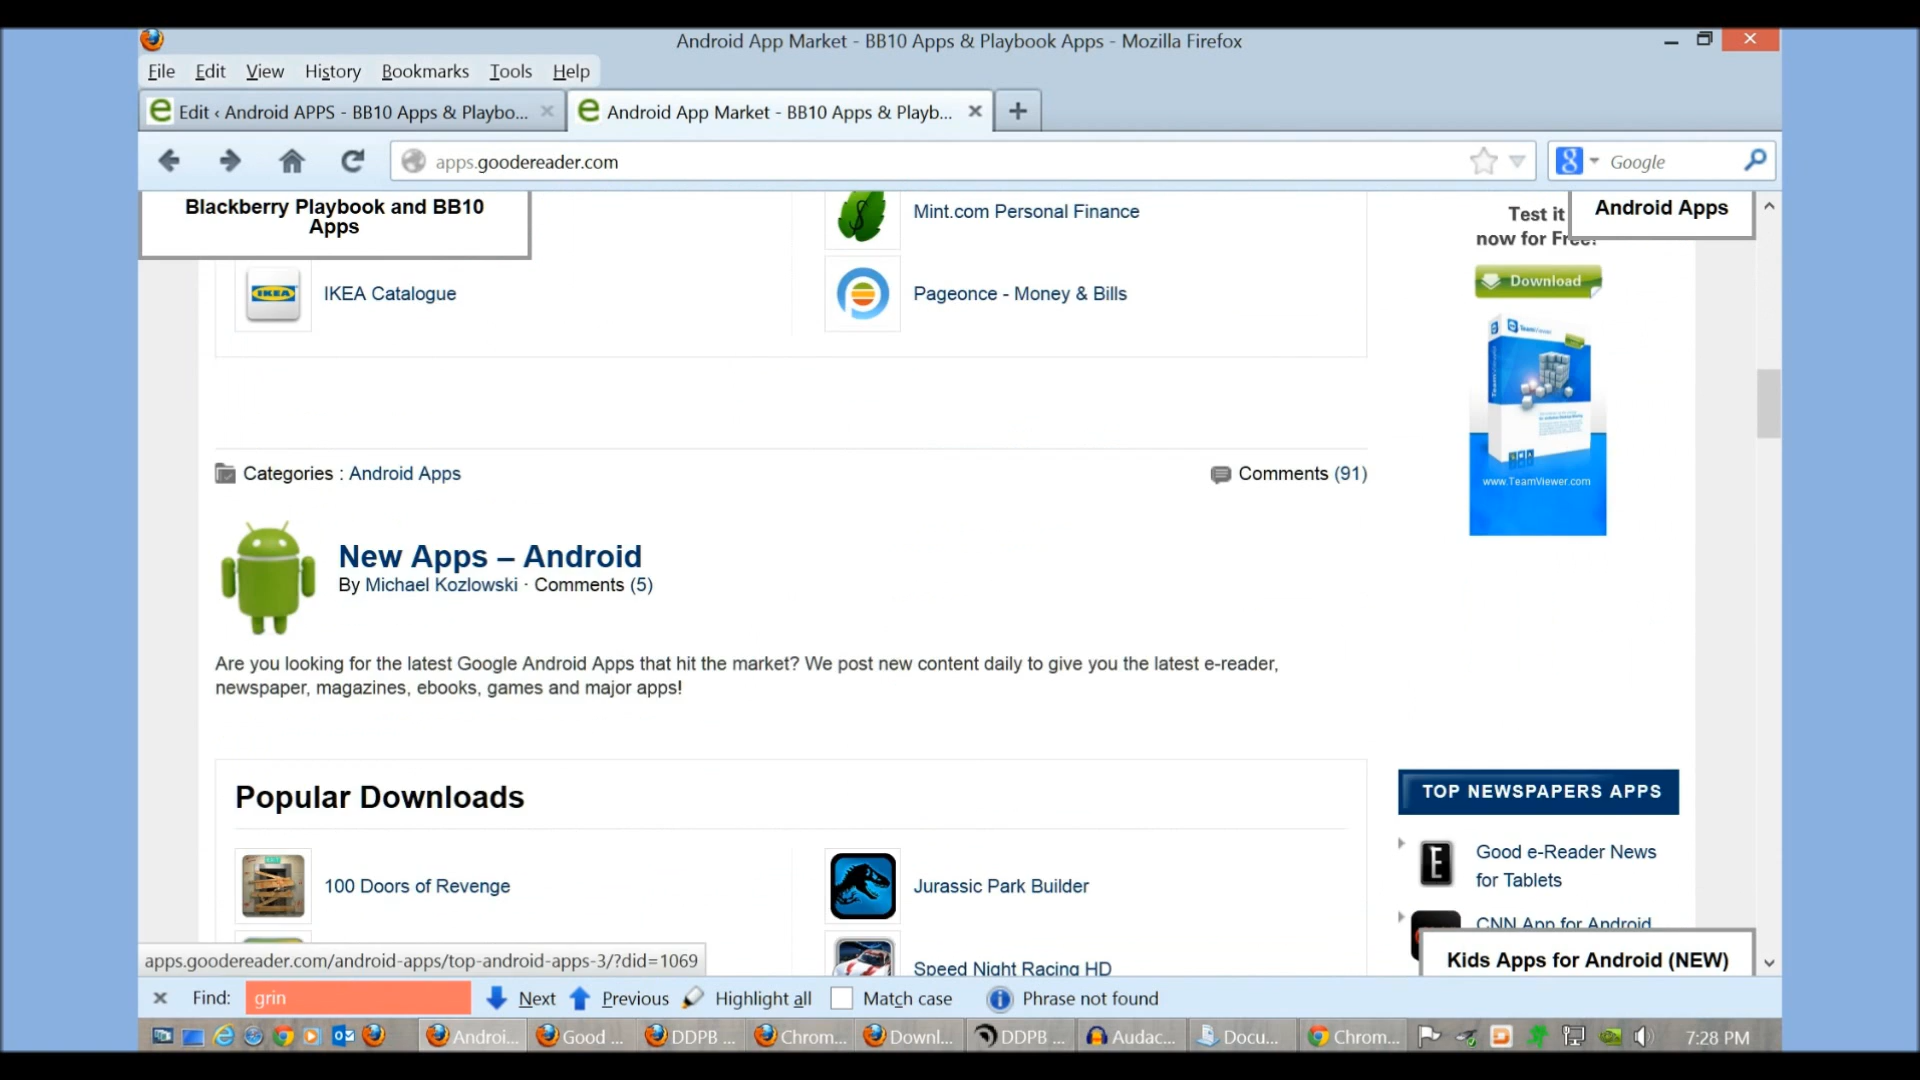 Android App Market - BB10 Apps & Playbook Apps - Mozilla Firefox
File Edit View History Bookmarks Tools Help
Edit ‹ Android APPS - BB10 Apps & Playbo...
Android App Market - BB10 Apps & Playb...
apps.goodereader.com
Google
Blackberry Playbook and BB10
Apps
Mint.com Personal Finance
Test it
now for Free!
Android Apps
Download
IKEA
IKEA Catalogue
Pageonce - Money & Bills
TeamViewer
TeamViewer
www.TeamViewer.com
Categories : Android Apps
Comments (91)
New Apps – Android
By Michael Kozlowski · Comments (5)
Are you looking for the latest Google Android Apps that hit the market? We post new content daily to give you the latest e-reader,
newspaper, magazines, ebooks, games and major apps!
Popular Downloads
TOP NEWSPAPERS APPS
100 Doors of Revenge
Jurassic Park Builder
Good e-Reader News
for Tablets
CNN App for Android
Speed Night Racing HD
Kids Apps for Android (NEW)
apps.goodereader.com/android-apps/top-android-apps-3/?did=1069
Find: grin Next Previous Highlight all Match case Phrase not found
Androi... Good ... DDPB ... Chrom... Downl... DDPB ... Audac... Docu... Chrom... 7:28 PM